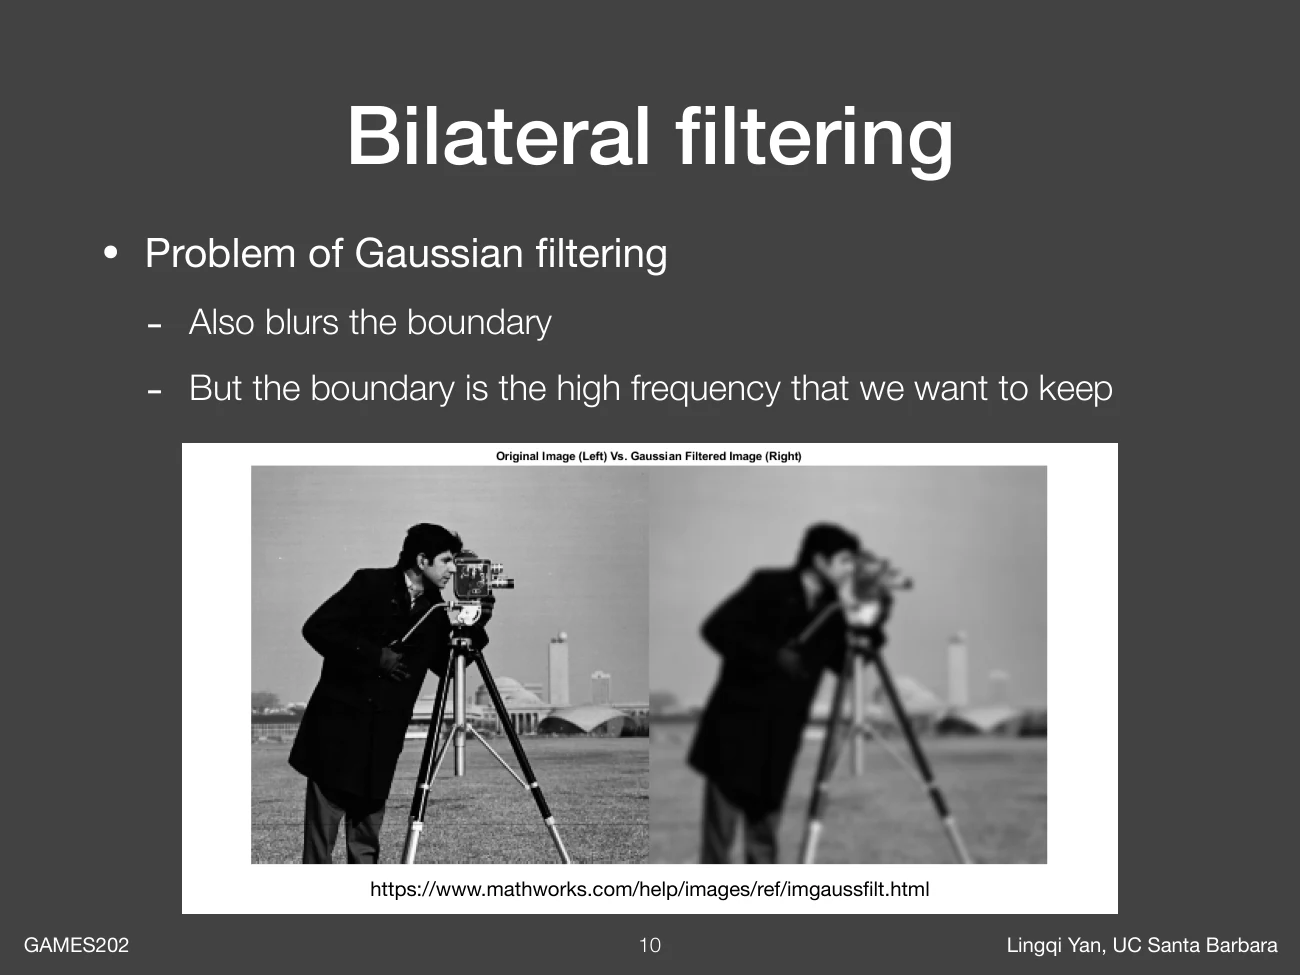 Bilateral filtering
• Problem of Gaussian filtering
- Also blurs the boundary
- But the boundary is the high frequency that we want to keep
Original Image (Left) Vs. Gaussian Filtered Image (Right)
https://www.mathworks.com/help/images/ref/imgaussfilt.html
GAMES202
10
Lingqi Yan, UC Santa Barbara